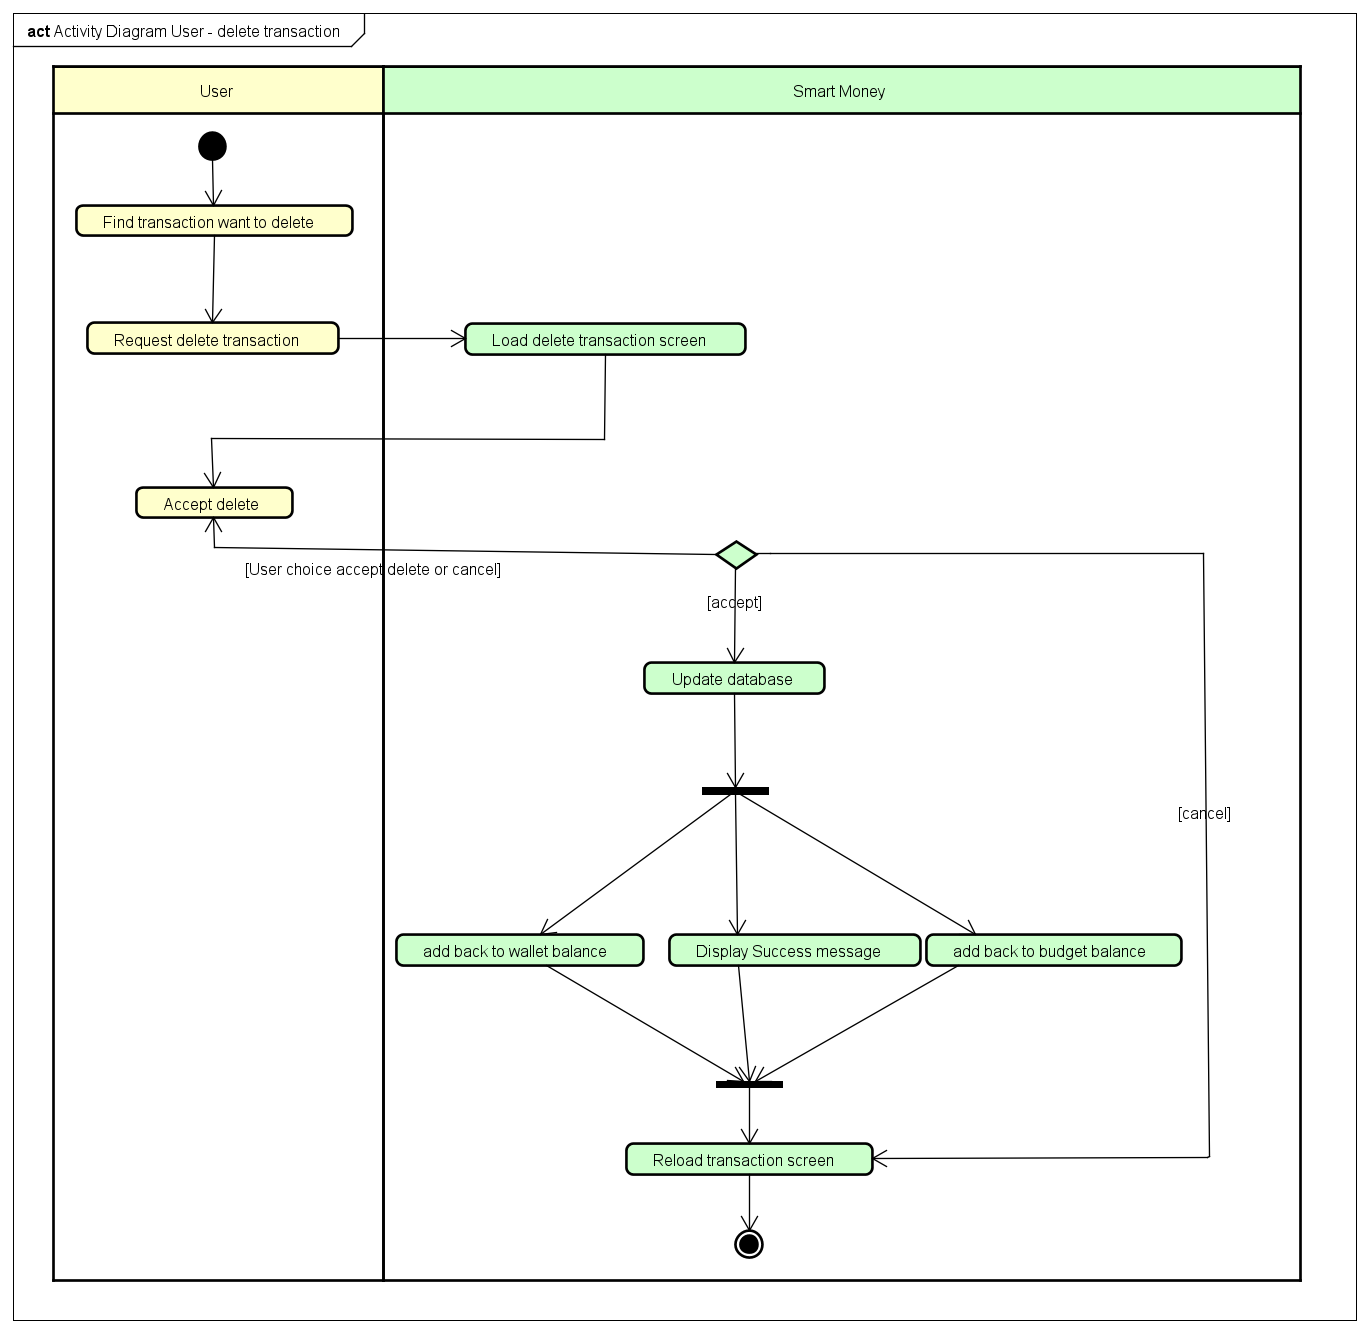 act Activity Diagram User - delete transaction
User
Smart Money
Find transaction want to delete
Request delete transaction
Load delete transaction screen
Accept delete
[User choice accept delete or cancel]
[accept]
Update database
[cancel]
add back to wallet balance
Display Success message
add back to budget balance
Reload transaction screen